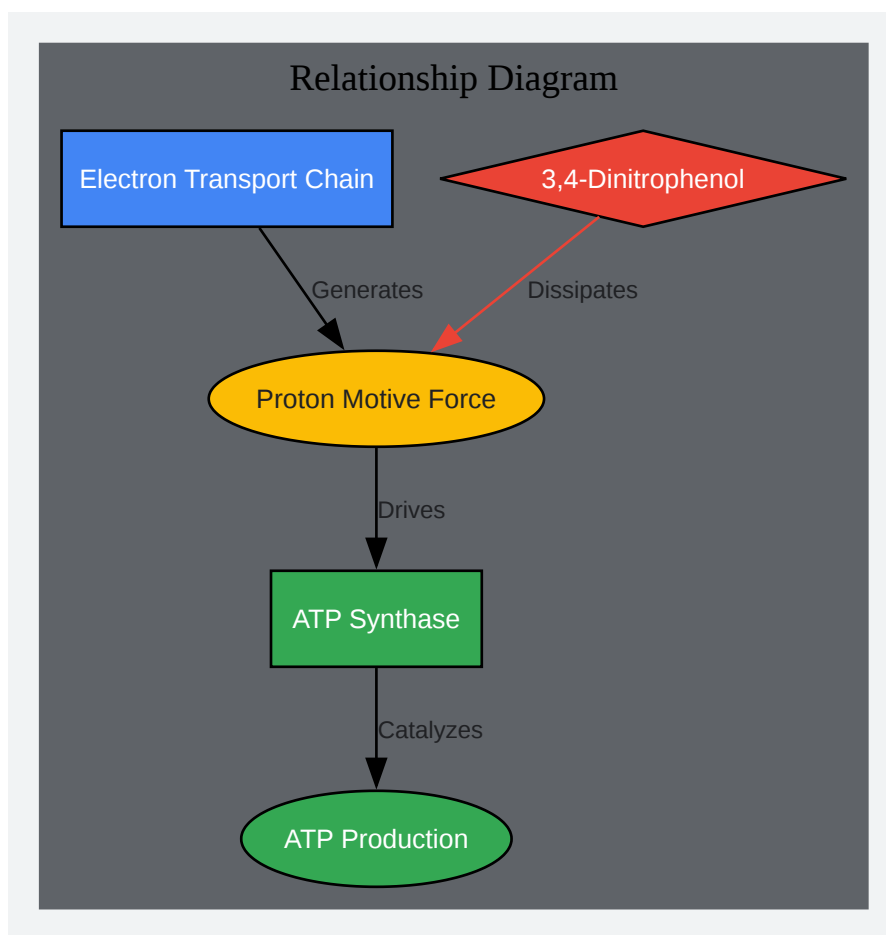 Relationship Diagram
Electron Transport Chain
3,4-Dinitrophenol
Generates
Dissipates
Proton Motive Force
Drives
ATP Synthase
Catalyzes
ATP Production